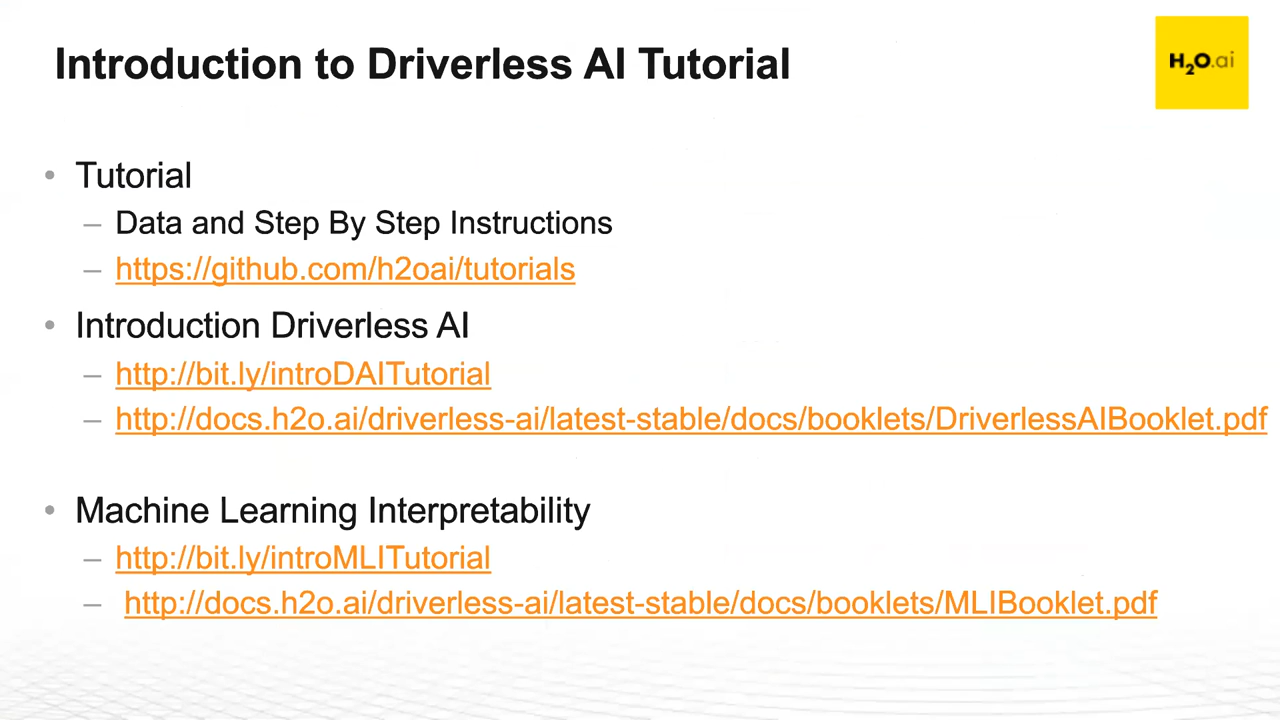 Introduction to Driverless AI Tutorial
H2O.ai
• Tutorial
– Data and Step By Step Instructions
– https://github.com/h2oai/tutorials
• Introduction Driverless AI
– http://bit.ly/introDAITutorial
– http://docs.h2o.ai/driverless-ai/latest-stable/docs/booklets/DriverlessAIBooklet.pdf
• Machine Learning Interpretability
– http://bit.ly/introMLITutorial
– http://docs.h2o.ai/driverless-ai/latest-stable/docs/booklets/MLIBooklet.pdf